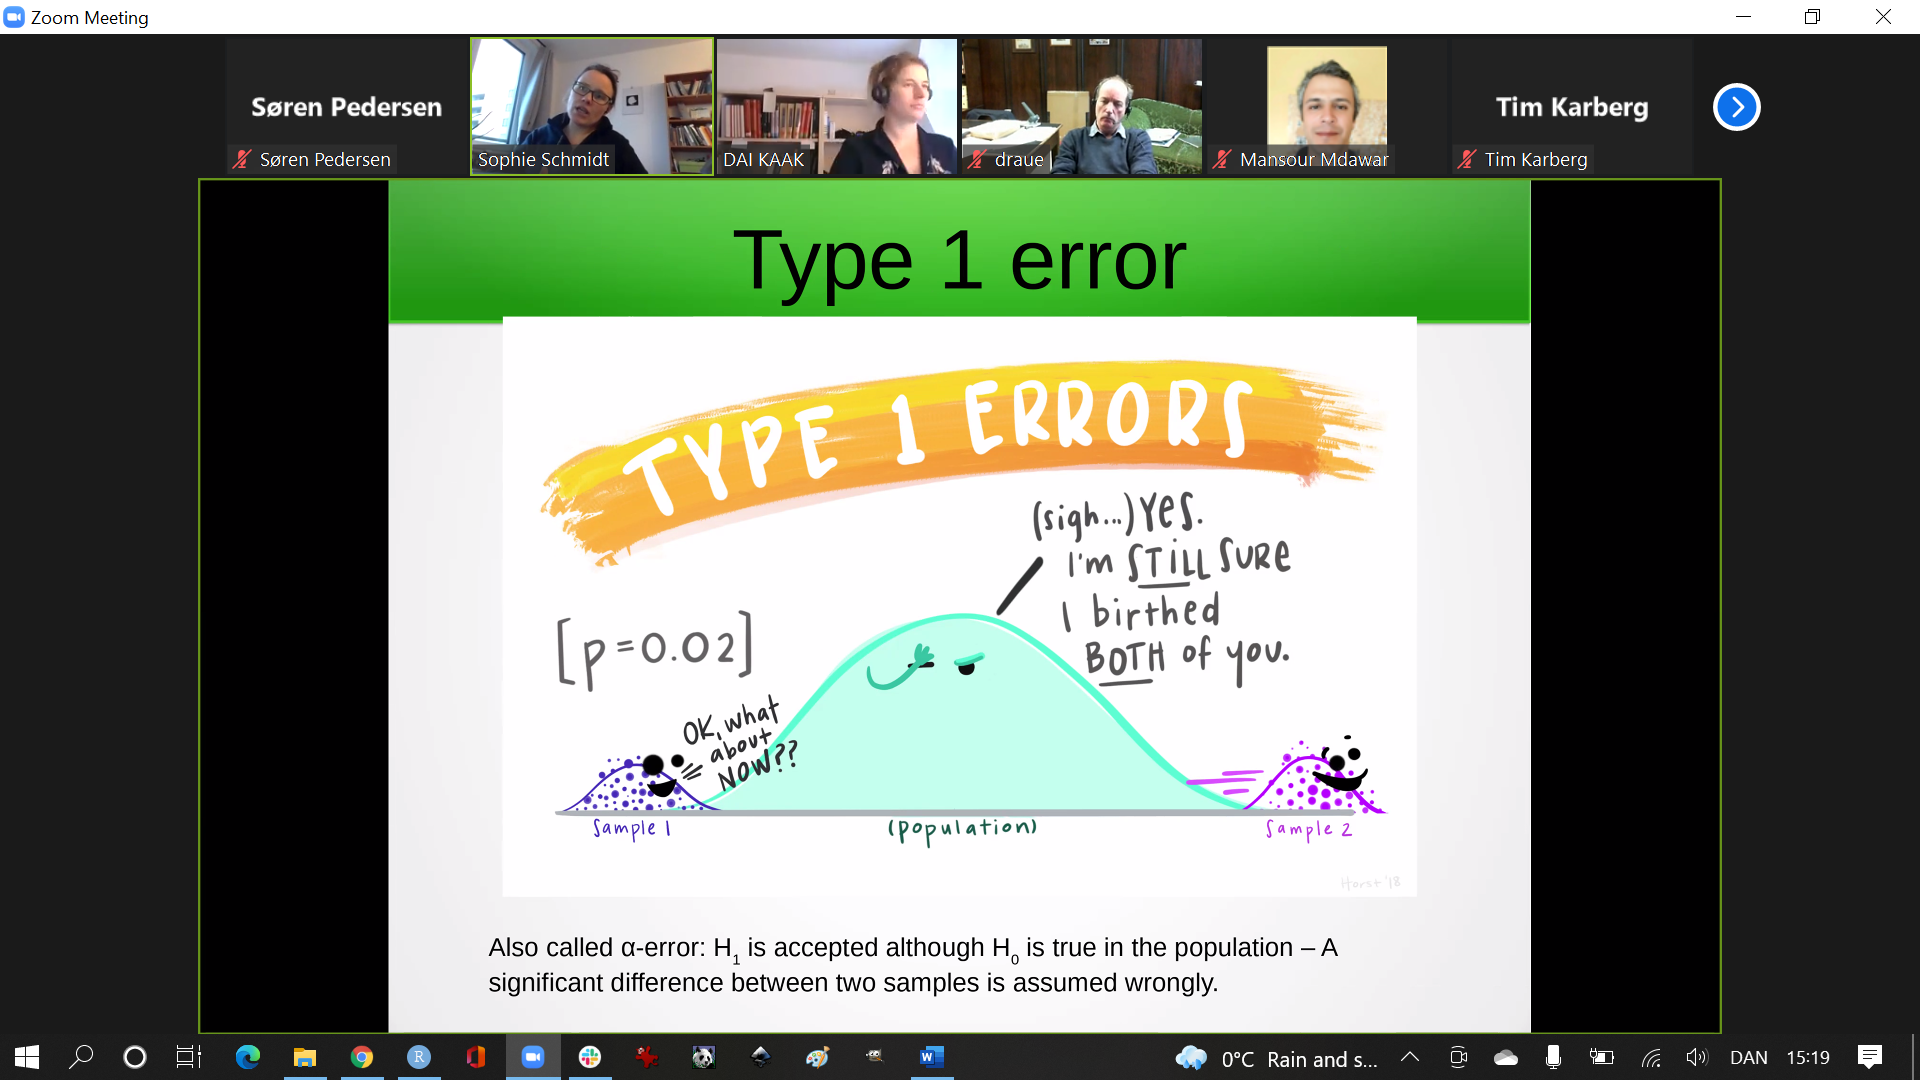 Zoom Meeting
Søren Pedersen
Tim Karberg
Søren Pedersen
Sophie Schmidt
DAI KAAK
draue
Mansour Mdawar
Tim Karberg
Type 1 error
TYPE 1 ERRORS
(sigh...) Yes.
I'm STILL SURE
I birthed
BOTH of you.
[p=0.02]
OK, what
about
NOW??
Sample 1
(population)
Sample 2
Horst '18
Also called α-error: H₁ is accepted although H₀ is true in the population – A
significant difference between two samples is assumed wrongly.
R
W
0°C Rain and s...
DAN
15:19